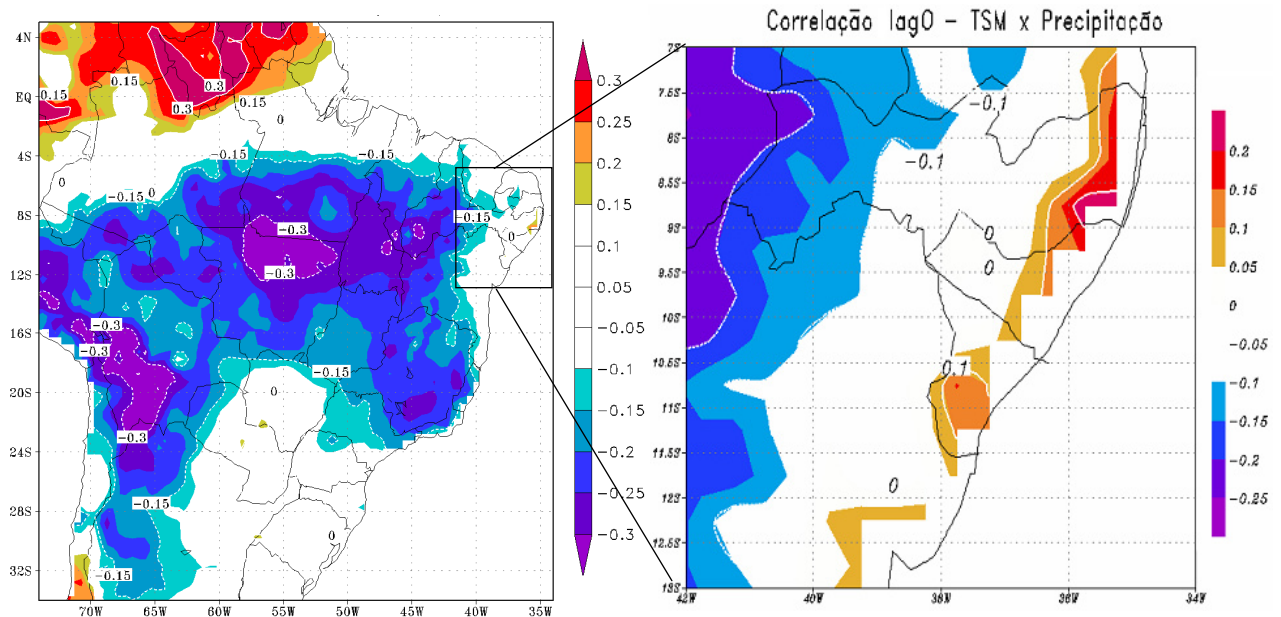 Correlação lag0 – TSM x Precipitação
4N
EQ
4S
8S
12S
16S
20S
24S
28S
32S
70W
65W
60W
55W
50W
45W
40W
35W
0.15
0.15
0.3
0.3
0.15
0
-0.15
-0.15
0
0
-0.15
-0.3
-0.15
0
-0.3
-0.3
-0.3
-0.15
0
-0.3
-0.15
0
-0.15
0.3
0.25
0.2
0.15
0.1
0.05
0
-0.05
-0.1
-0.15
-0.2
-0.25
-0.3
7S
7.5S
8S
8.5S
9S
9.5S
10S
10.5S
11S
11.5S
12S
12.5S
13S
42W
40W
38W
36W
34W
-0.1
-0.1
0
0
0.1
0
0.2
0.15
0.1
0.05
0
-0.05
-0.1
-0.15
-0.2
-0.25